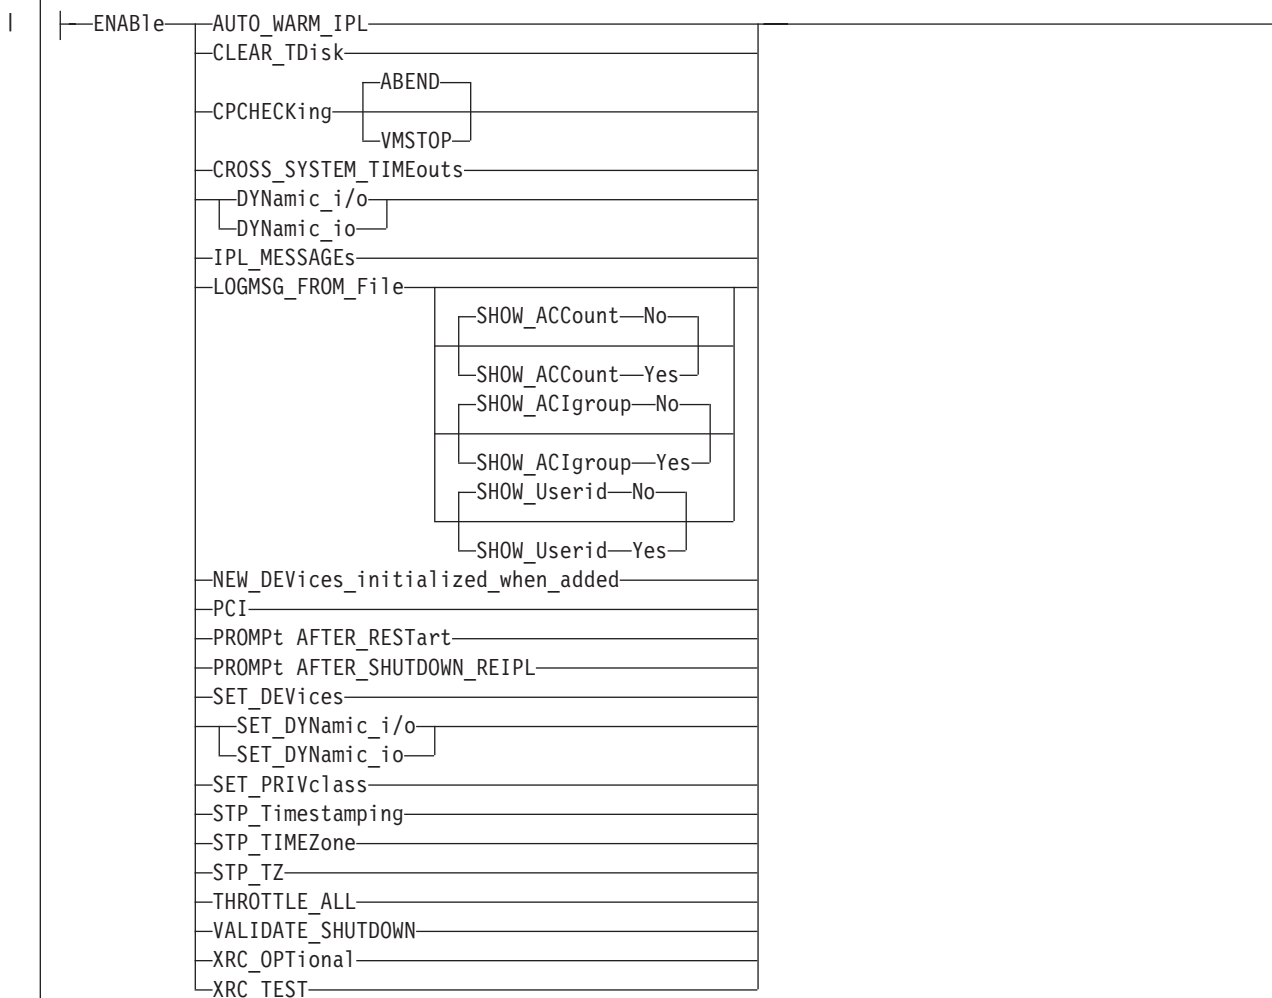 ENABle AUTO_WARM_IPL
CLEAR_TDisk
ABEND
CPCHECKing
VMSTOP
CROSS_SYSTEM_TIMEouts
DYNamic_i/o
DYNamic_io
IPL_MESSAGEs
LOGMSG_FROM_File
SHOW_ACCount No
SHOW_ACCount Yes
SHOW_ACIgroup No
SHOW_ACIgroup Yes
SHOW_Userid No
SHOW_Userid Yes
NEW_DEVices_initialized_when_added
PCI
PROMPt AFTER_RESTart
PROMPt AFTER_SHUTDOWN_REIPL
SET_DEVices
SET_DYNamic_i/o
SET_DYNamic_io
SET_PRIVclass
STP_Timestamping
STP_TIMEZone
STP_TZ
THROTTLE_ALL
VALIDATE_SHUTDOWN
XRC_OPTional
XRC_TEST